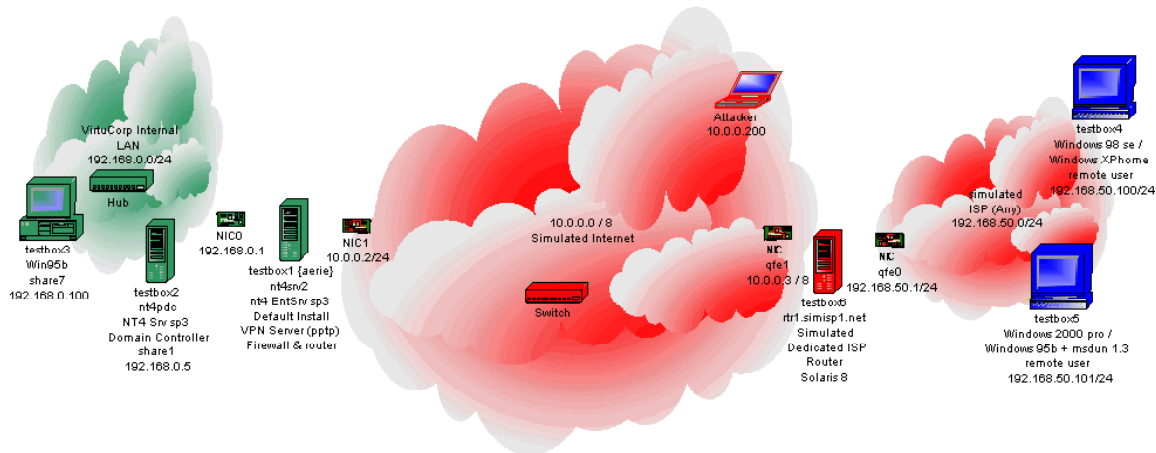 VirtuCorp Internal
LAN
192.168.0.0/24
Hub
testbox3
Win95b
share7
192.168.0.100
testbox2
nt4pdc
NT4 Srv sp3
Domain Controller
share1
192.168.0.5
NIC0
192.168.0.1
testbox1 {aerie}
nt4srv2
nt4 EntSrv sp3
Default Install
VPN Server (pptp)
Firewall & router
NIC1
10.0.0.2/24
Attacker
10.0.0.200
10.0.0.0 / 8
Simulated Internet
Switch
NIC
qfe1
10.0.0.3 / 8
testbox6
rtr1.simisp1.net
Simulated
Dedicated ISP
Router
Solaris 8
NIC
qfe0
192.168.50.1/24
simulated
ISP (Any)
192.168.50.0/24
testbox4
Windows 98 se /
Windows XPhome
remote user
192.168.50.100/24
testbox5
Windows 2000 pro /
Windows 95b + msdun 1.3
remote user
192.168.50.101/24